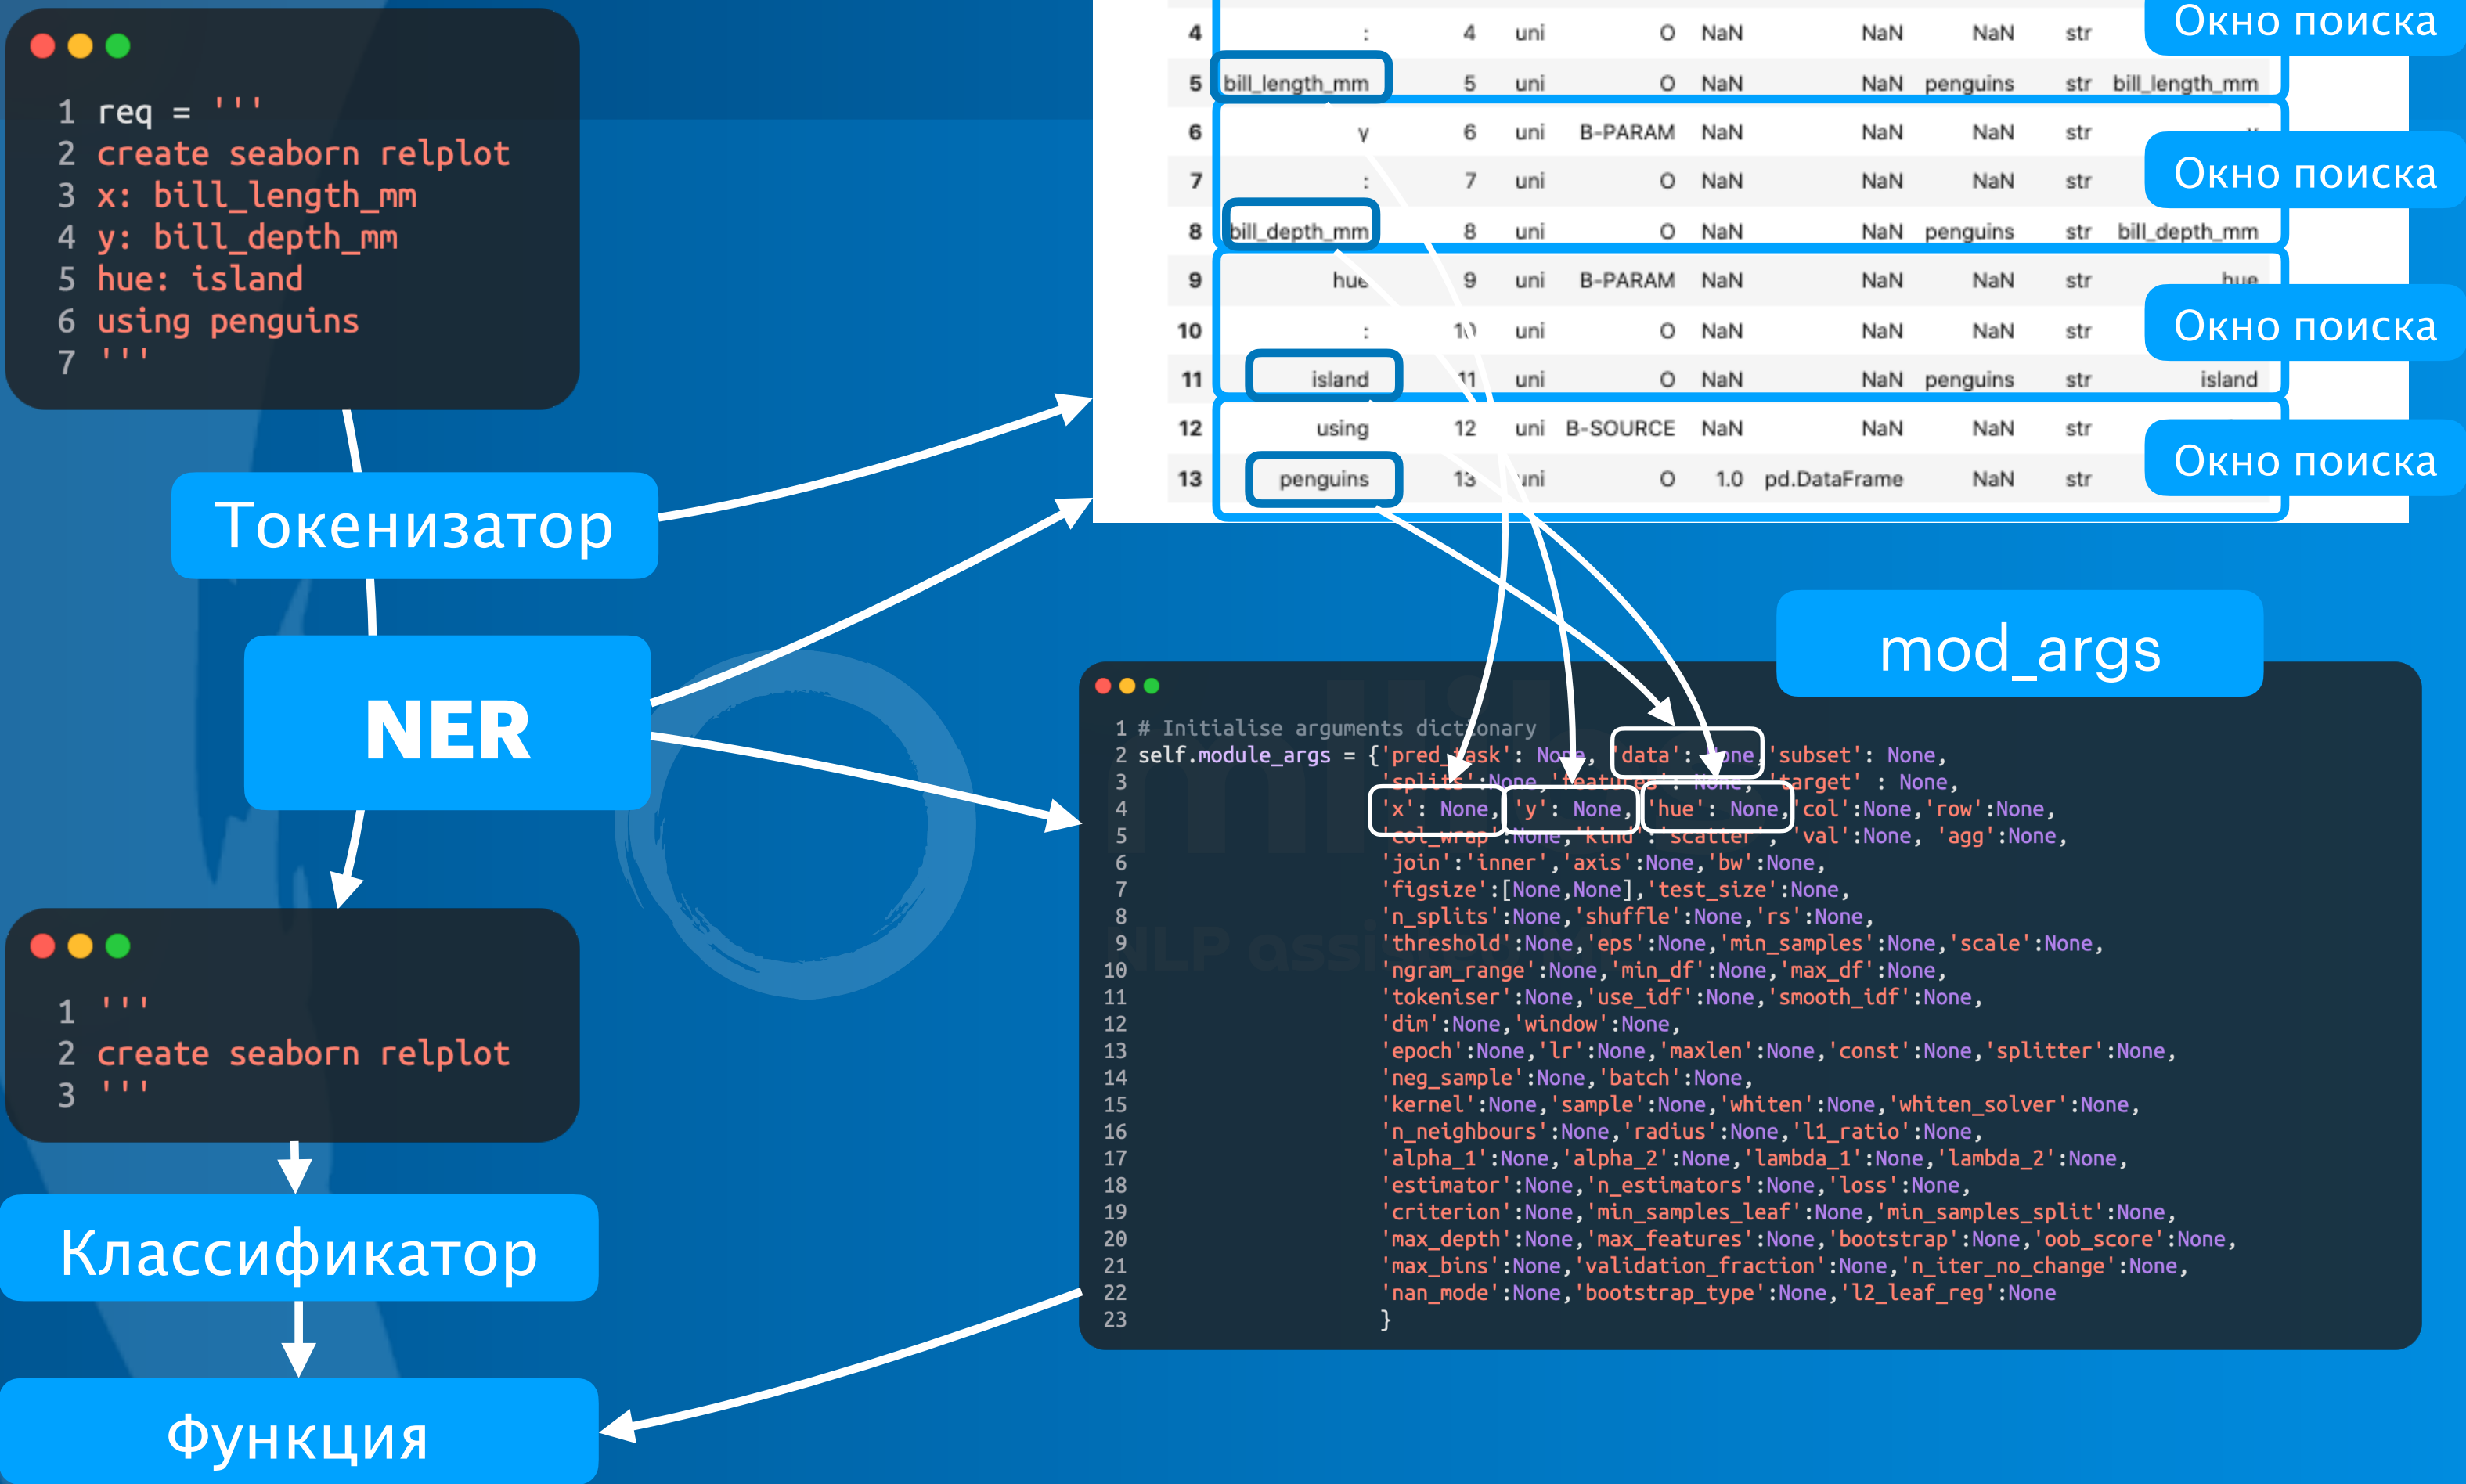 1 req = '''
2 create seaborn relplot
3 x: bill_length_mm
4 y: bill_depth_mm
5 hue: island
6 using penguins
7 '''
Токенизатор
NER
1 '''
2 create seaborn relplot
3 '''
Классификатор
Функция
4 : 4 uni O NaN NaN NaN str
Окно поиска
5 bill_length_mm 5 uni O NaN NaN penguins str bill_length_mm
6 y 6 uni B-PARAM NaN NaN NaN str
7 : 7 uni O NaN NaN NaN str
Окно поиска
8 bill_depth_mm 8 uni O NaN NaN penguins str bill_depth_mm
9 hue 9 uni B-PARAM NaN NaN NaN str hue
10 : 10 uni O NaN NaN NaN str
Окно поиска
11 island 11 uni O NaN NaN penguins str island
12 using 12 uni B-SOURCE NaN NaN NaN str
Окно поиска
13 penguins 13 uni O 1.0 pd.DataFrame NaN str
mod_args
1 # Initialise arguments dictionary
2 self.module_args = {'pred_task': None, 'data': None, 'subset': None,
3 'splits':None,'features': None, 'target' : None,
4 'x': None, 'y': None, 'hue': None,'col':None,'row':None,
5 'col_wrap':None,'kind':'scatter', 'val':None, 'agg':None,
6 'join':'inner','axis':None,'bw':None,
7 'figsize':[None,None],'test_size':None,
8 'n_splits':None,'shuffle':None,'rs':None,
9 'threshold':None,'eps':None,'min_samples':None,'scale':None,
10 'ngram_range':None,'min_df':None,'max_df':None,
11 'tokeniser':None,'use_idf':None,'smooth_idf':None,
12 'dim':None,'window':None,
13 'epoch':None,'lr':None,'maxlen':None,'const':None,'splitter':None,
14 'neg_sample':None,'batch':None,
15 'kernel':None,'sample':None,'whiten':None,'whiten_solver':None,
16 'n_neighbours':None,'radius':None,'l1_ratio':None,
17 'alpha_1':None,'alpha_2':None,'lambda_1':None,'lambda_2':None,
18 'estimator':None,'n_estimators':None,'loss':None,
19 'criterion':None,'min_samples_leaf':None,'min_samples_split':None,
20 'max_depth':None,'max_features':None,'bootstrap':None,'oob_score':None,
21 'max_bins':None,'validation_fraction':None,'n_iter_no_change':None,
22 'nan_mode':None,'bootstrap_type':None,'l2_leaf_reg':None
23 }